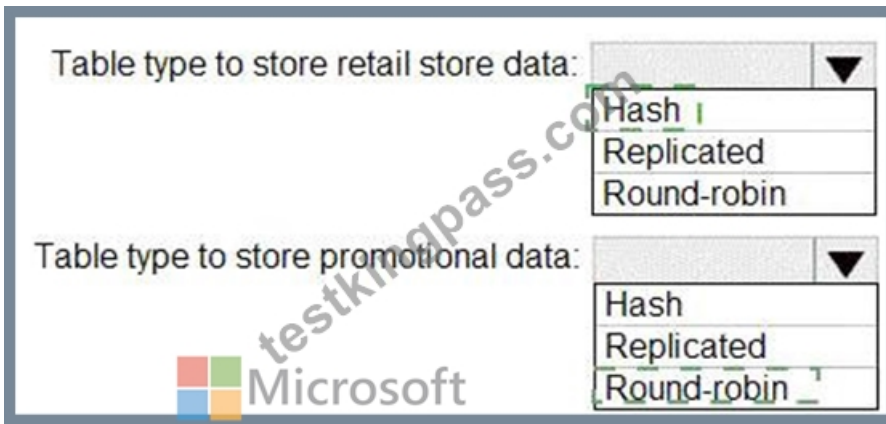 Table type to store retail store data:
Hash
Replicated
Round-robin
Table type to store promotional data:
Hash
Replicated
Round-robin
testkingpass.com
Microsoft